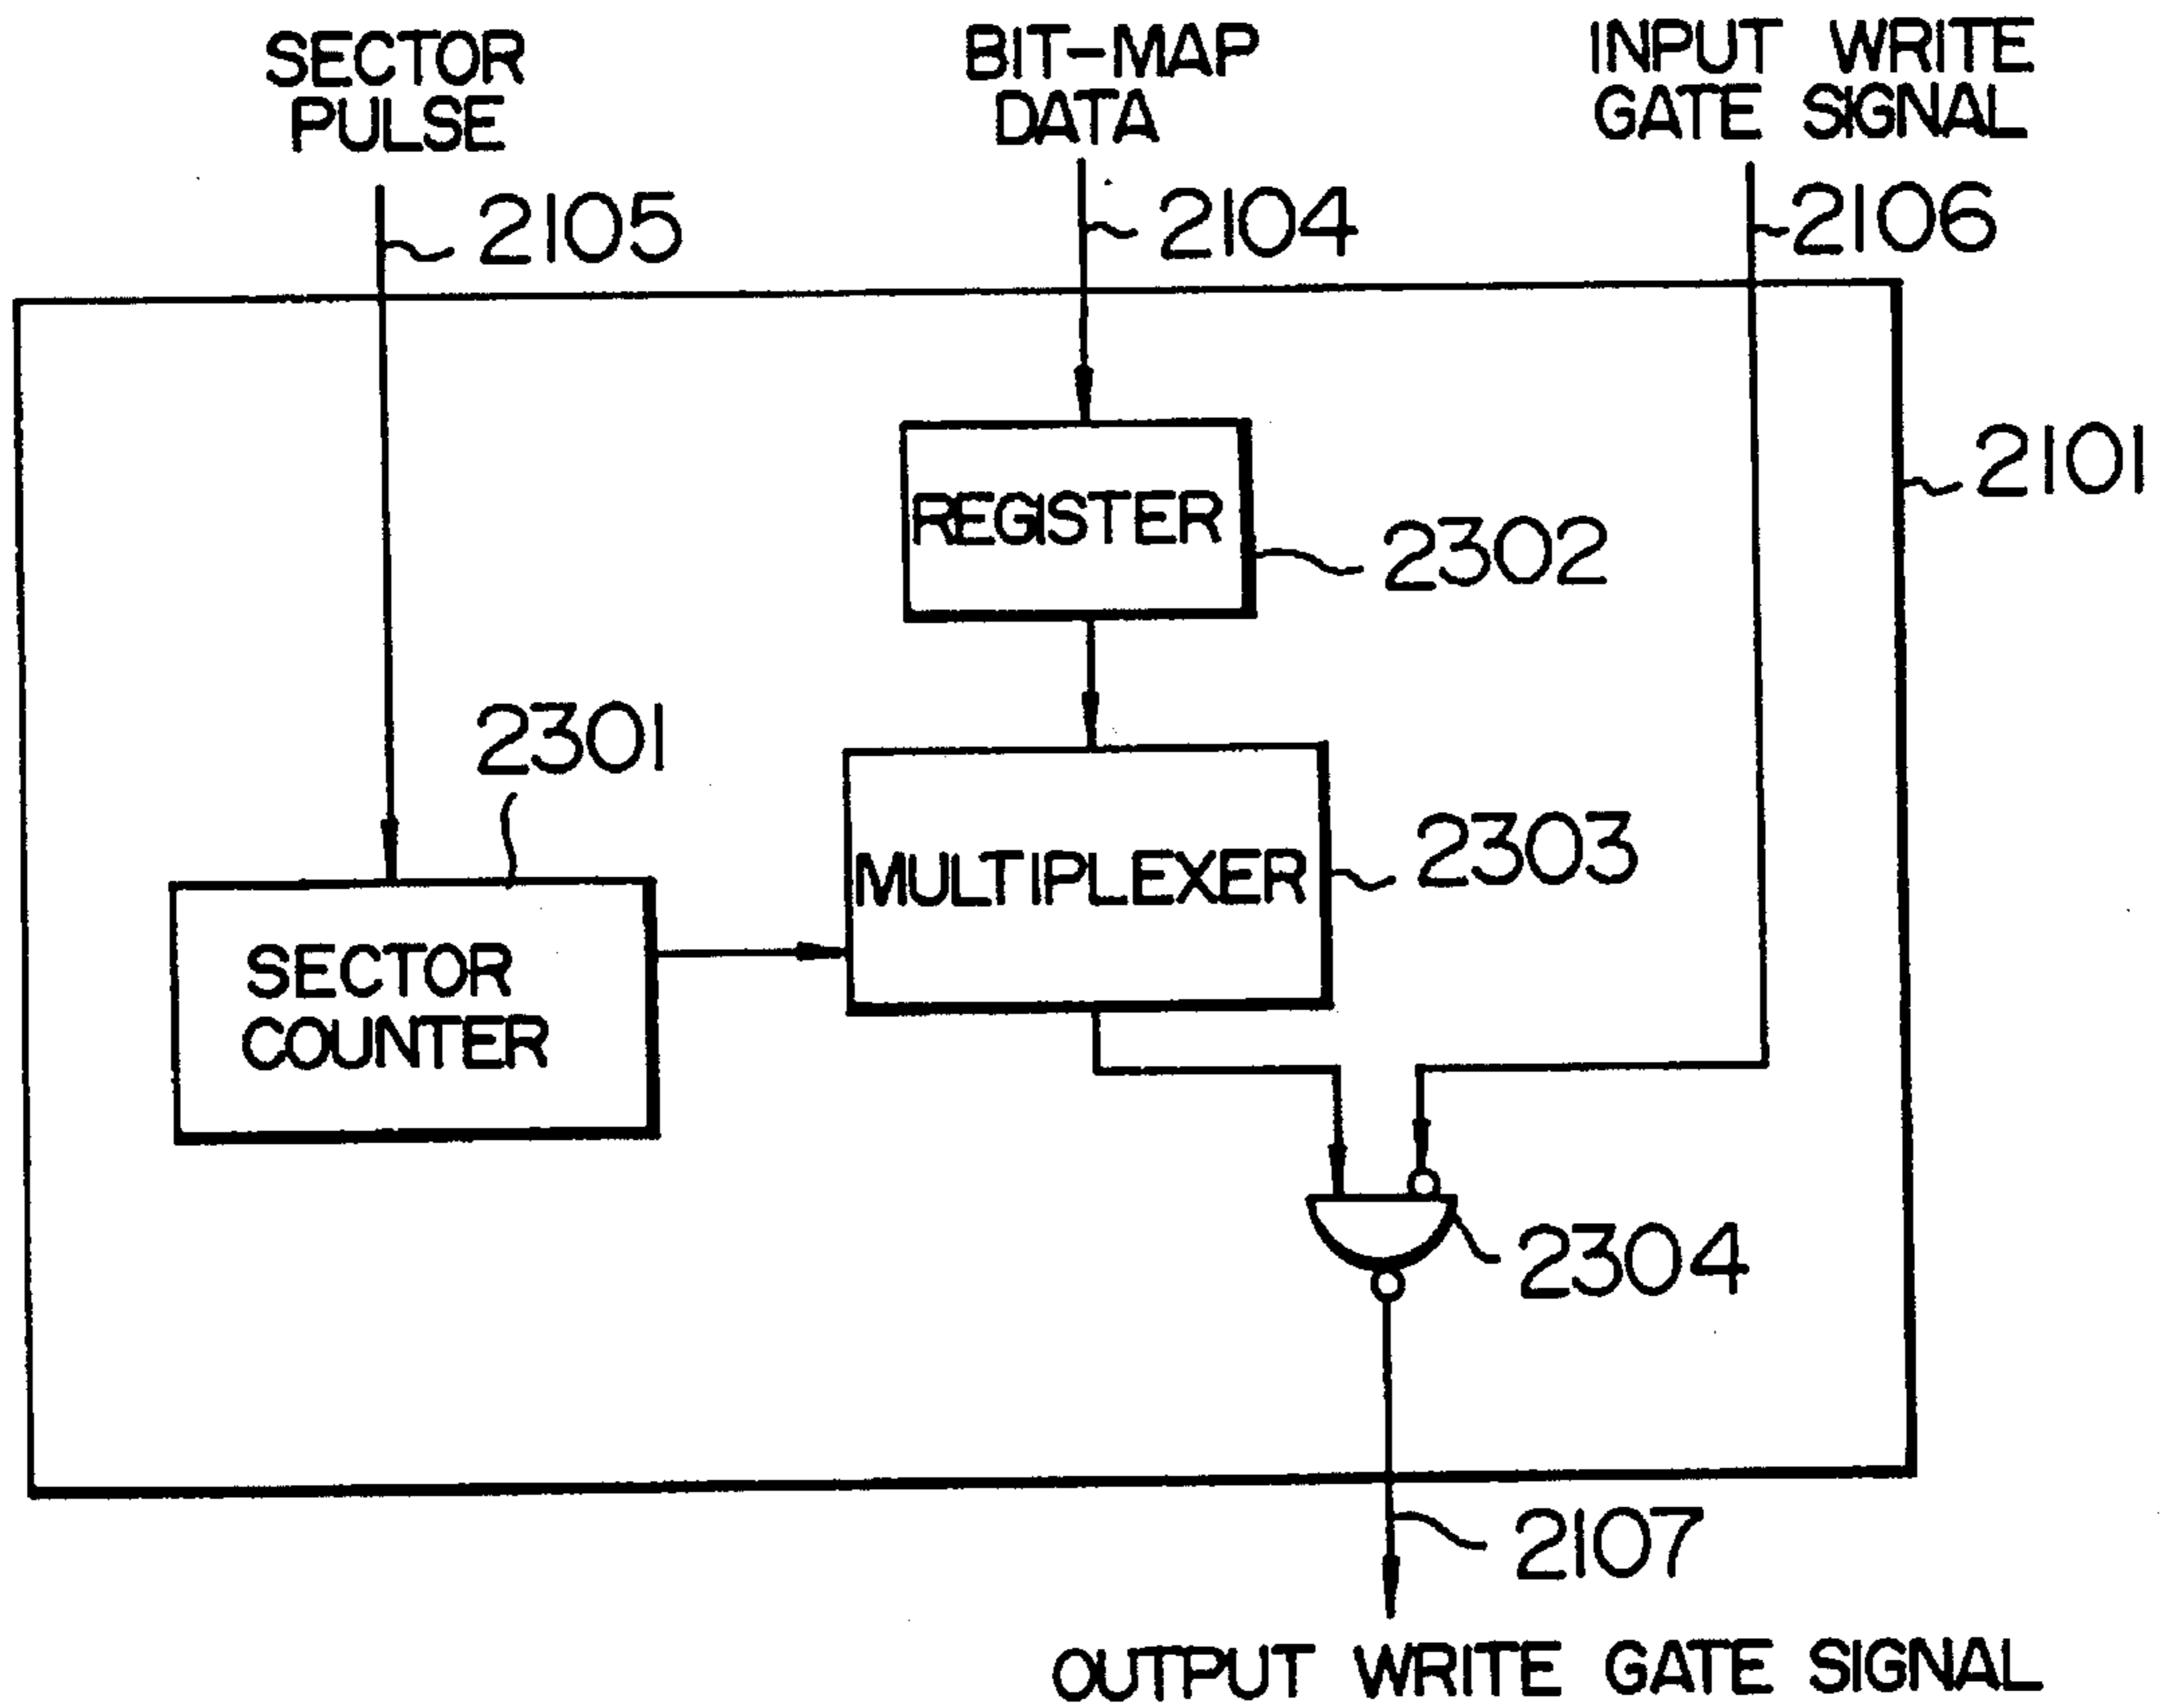 SECTOR
PULSE
BIT-MAP
DATA
INPUT WRITE
GATE SIGNAL
2105
2104
2106
2101
REGISTER
2302
2301
MULTIPLEXER
2303
SECTOR
COUNTER
2304
2107
OUTPUT WRITE GATE SIGNAL